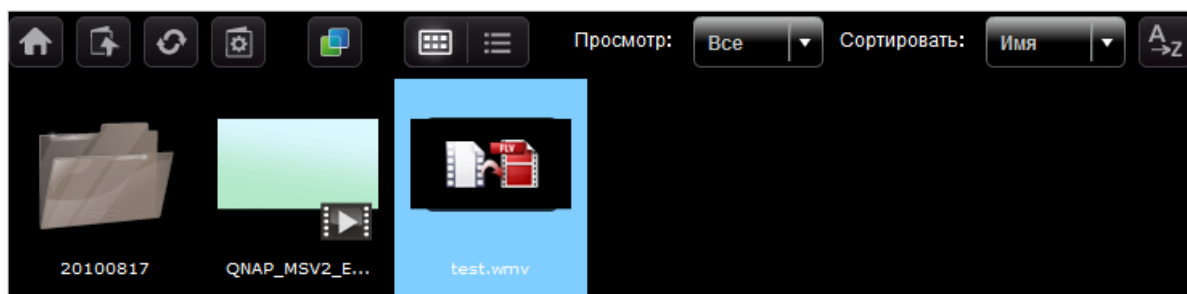 Просмотр: Все Сортировать: Имя A→Z
FLV
20100817 QNAP_MSV2_E... test.wmv